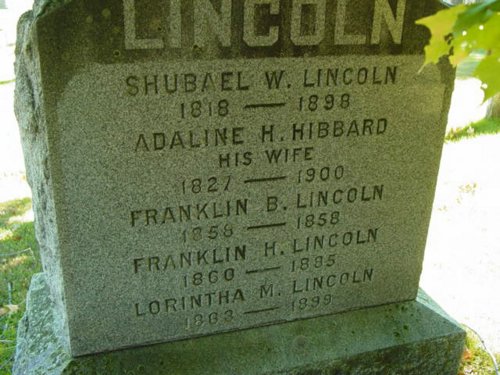 LINCOLN
SHUBAEL W. LINCOLN
1818 — 1898
ADALINE H. HIBBARD
HIS WIFE
1827 — 1900
FRANKLIN B. LINCOLN
1858 — 1858
FRANKLIN H. LINCOLN
1860 — 1885
LORINTHA M. LINCOLN
1863 — 1899